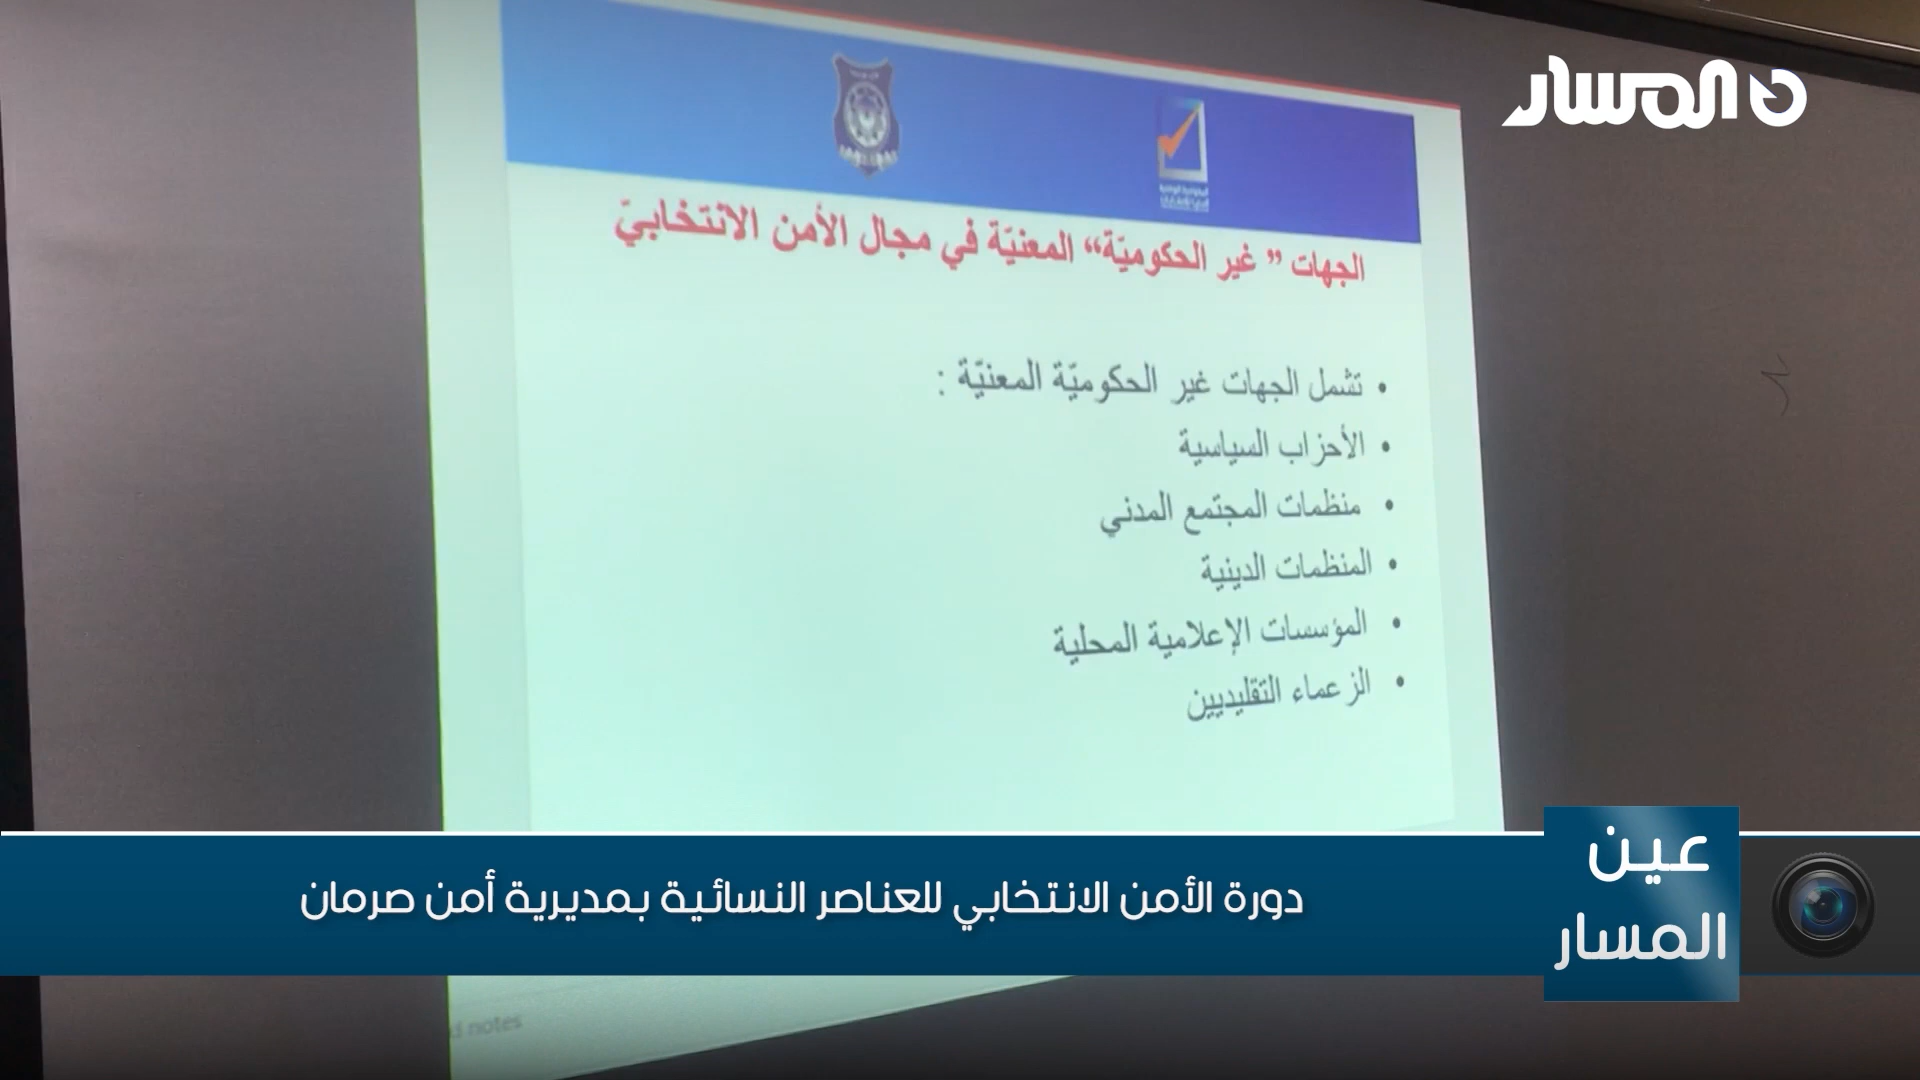 المسار
الجهات ” غير الحكوميّة“ المعنيّة في مجال الأمن الانتخابيّ
• تشمل الجهات غير الحكوميّة المعنيّة :
• الأحزاب السياسية
• منظمات المجتمع المدني
• المنظمات الدينية
• المؤسسات الإعلامية المحلية
• الزعماء التقليديين
عين
المسار
دورة الأمن الانتخابي للعناصر النسائية بمديرية أمن صرمان
notes